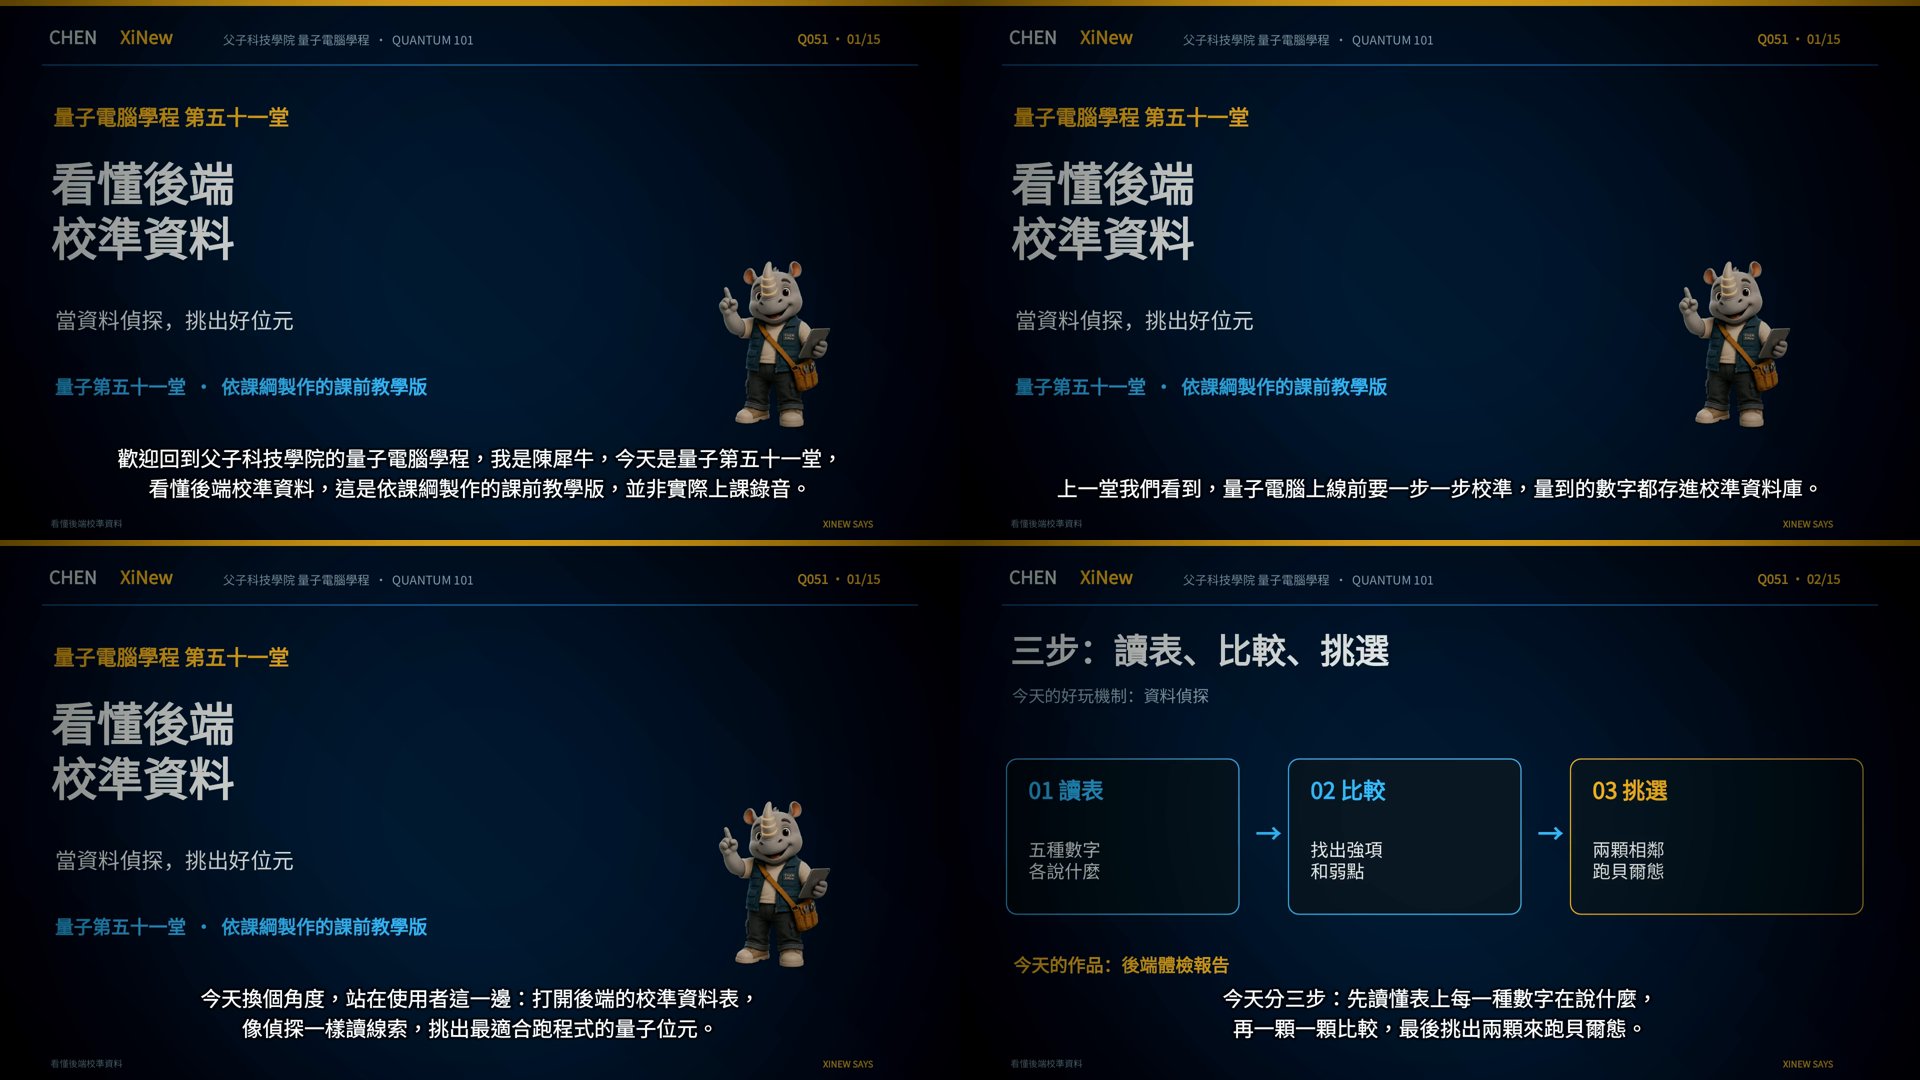 CHEN XiNew 父子科技學院 量子電腦學程 · QUANTUM 101 Q051 · 01/15
量子電腦學程 第五十一堂
看懂後端
校準資料
當資料偵探，挑出好位元
量子第五十一堂 · 依課綱製作的課前教學版
歡迎回到父子科技學院的量子電腦學程，我是陳犀牛，今天是量子第五十一堂，
看懂後端校準資料，這是依課綱製作的課前教學版，並非實際上課錄音。
看懂後端校準資料 XINEW SAYS
CHEN XiNew 父子科技學院 量子電腦學程 · QUANTUM 101 Q051 · 01/15
量子電腦學程 第五十一堂
看懂後端
校準資料
當資料偵探，挑出好位元
量子第五十一堂 · 依課綱製作的課前教學版
上一堂我們看到，量子電腦上線前要一步一步校準，量到的數字都存進校準資料庫。
看懂後端校準資料 XINEW SAYS
CHEN XiNew 父子科技學院 量子電腦學程 · QUANTUM 101 Q051 · 01/15
量子電腦學程 第五十一堂
看懂後端
校準資料
當資料偵探，挑出好位元
量子第五十一堂 · 依課綱製作的課前教學版
今天換個角度，站在使用者這一邊：打開後端的校準資料表，
像偵探一樣讀線索，挑出最適合跑程式的量子位元。
看懂後端校準資料 XINEW SAYS
CHEN XiNew 父子科技學院 量子電腦學程 · QUANTUM 101 Q051 · 02/15
三步：讀表、比較、挑選
今天的好玩機制：資料偵探
01 讀表
五種數字
各說什麼
→
02 比較
找出強項
和弱點
→
03 挑選
兩顆相鄰
跑貝爾態
今天的作品：後端體檢報告
今天分三步：先讀懂表上每一種數字在說什麼，
再一顆一顆比較，最後挑出兩顆來跑貝爾態。
看懂後端校準資料 XINEW SAYS